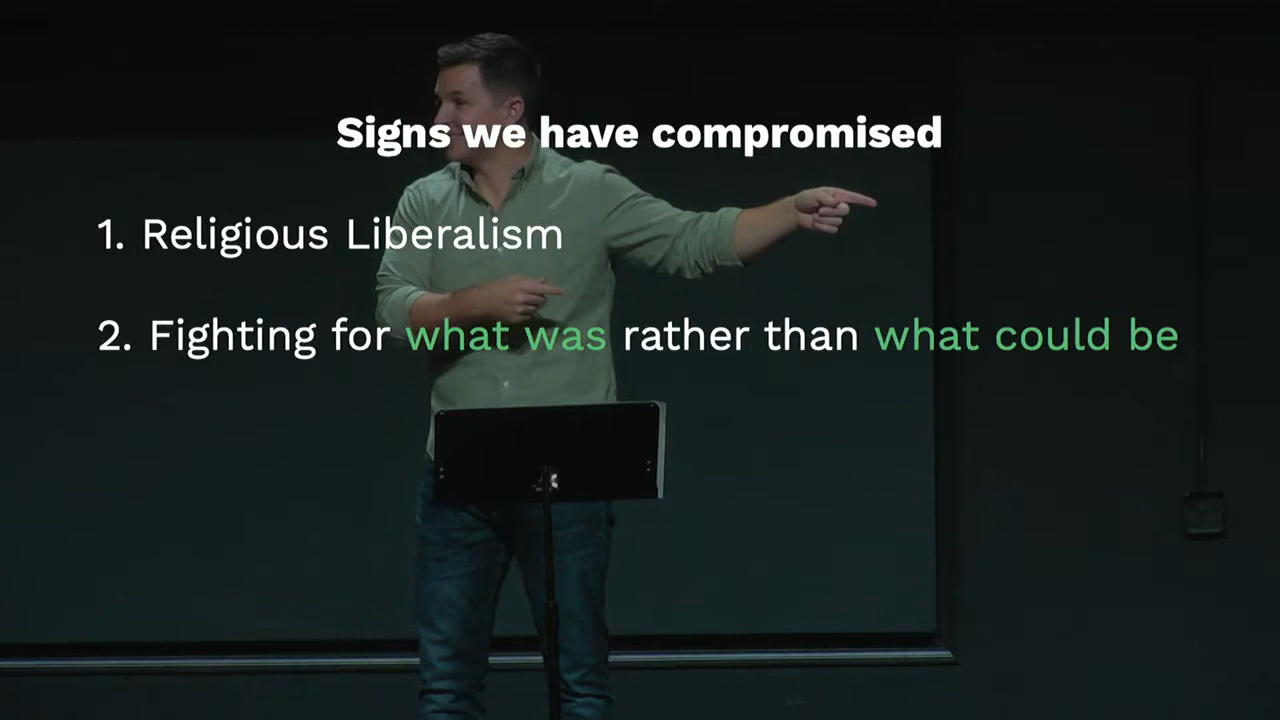 Signs we have compromised
1. Religious Liberalism
2. Fighting for what was rather than what could be